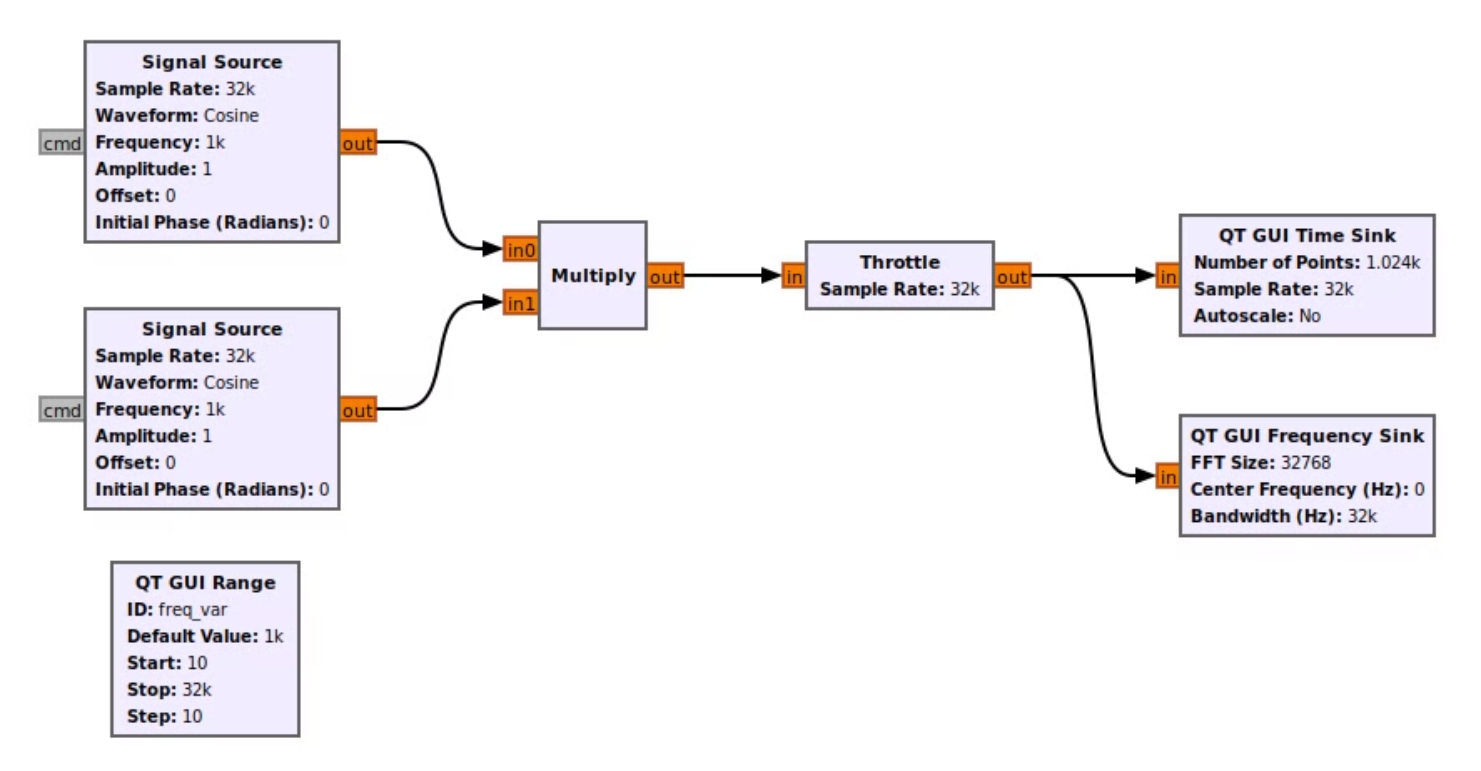 Signal Source
Sample Rate: 32k
Waveform: Cosine
cmd
Frequency: 1k
out
Amplitude: 1
Offset: 0
Initial Phase (Radians): 0
Signal Source
Sample Rate: 32k
Waveform: Cosine
cmd
Frequency: 1k
out
Amplitude: 1
Offset: 0
Initial Phase (Radians): 0
QT GUI Range
ID: freq_var
Default Value: 1k
Start: 10
Stop: 32k
Step: 10
in0
in1
Multiply
out
in
Throttle
Sample Rate: 32k
out
in
QT GUI Time Sink
Number of Points: 1.024k
Sample Rate: 32k
Autoscale: No
in
QT GUI Frequency Sink
FFT Size: 32768
Center Frequency (Hz): 0
Bandwidth (Hz): 32k